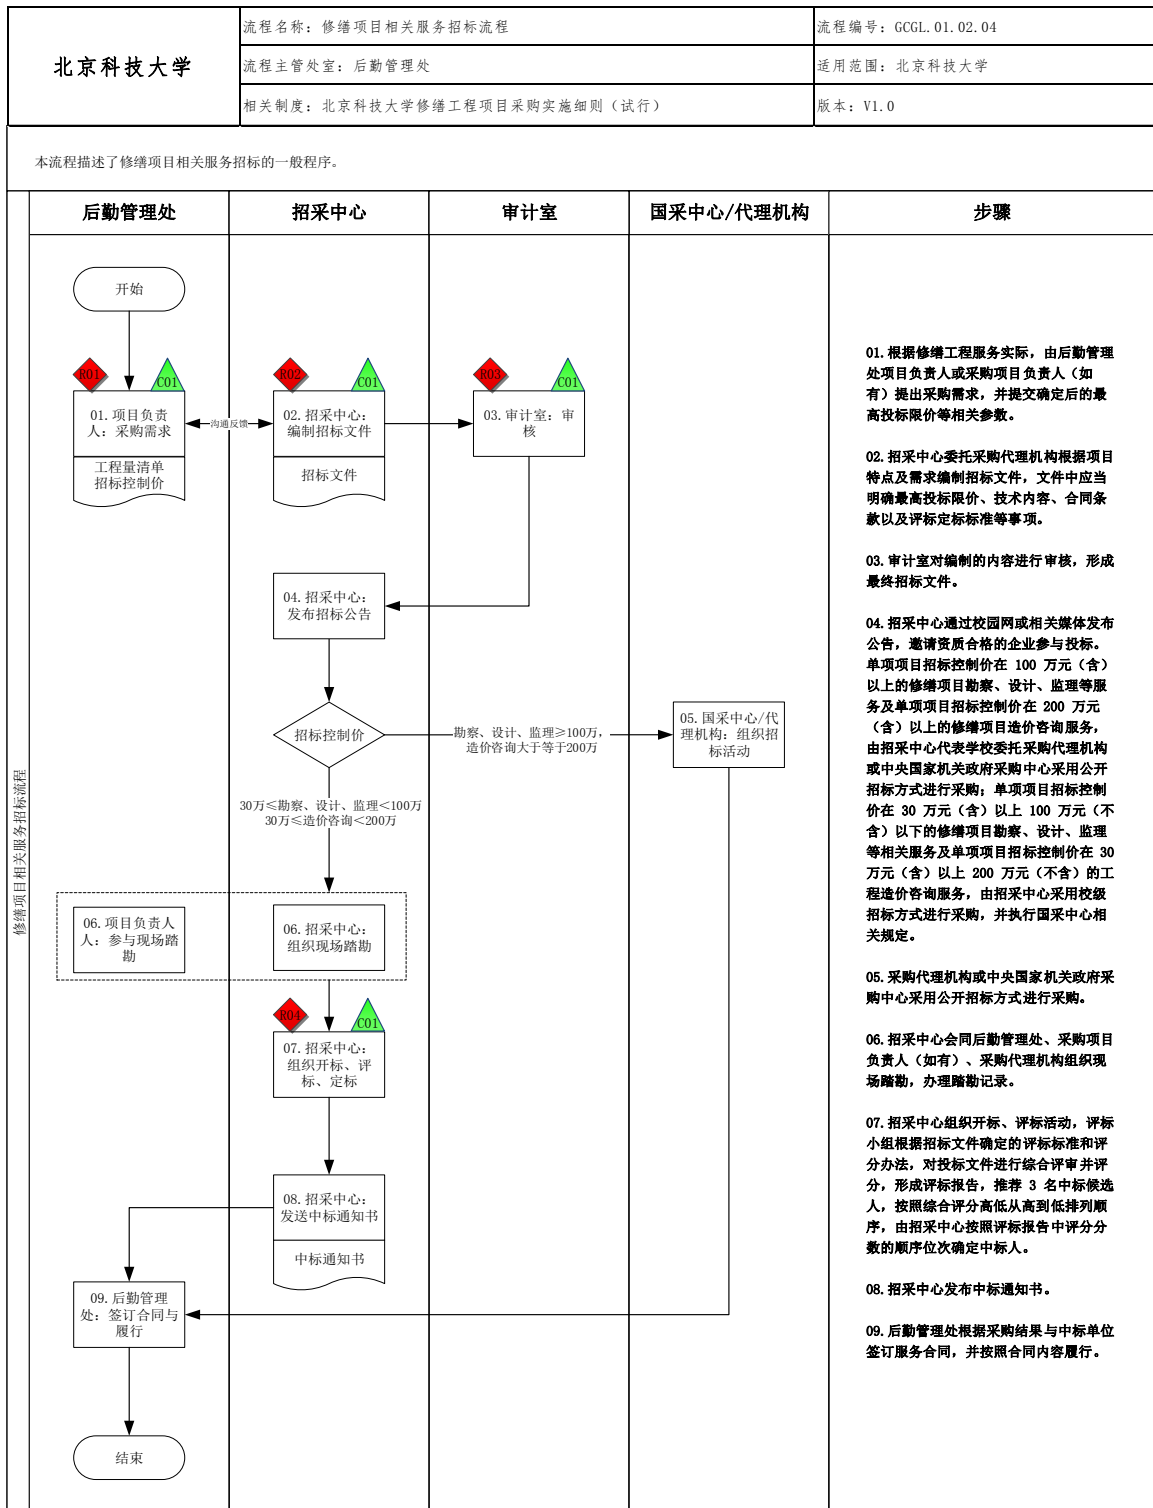 北京科技大学
流程名称：修缮项目相关服务招标流程
流程编号：GCGL.01.02.04
流程主管处室：后勤管理处
适用范围：北京科技大学
相关制度：北京科技大学修缮工程项目采购实施细则（试行）
版本：V1.0
本流程描述了修缮项目相关服务招标的一般程序。
后勤管理处
招采中心
审计室
国采中心/代理机构
步骤
修缮项目相关服务招标流程
开始
R01
C01
01.项目负责
人：采购需求
工程量清单
招标控制价
沟通反馈
R02
C01
02.招采中心：
编制招标文件
招标文件
R03
C01
03.审计室：审
核
04.招采中心：
发布招标公告
招标控制价
勘察、设计、监理≥100万，
造价咨询大于等于200万
05.国采中心/代
理机构：组织招
标活动
30万≤勘察、设计、监理＜100万
30万≤造价咨询＜200万
06.项目负责人
人：参与现场踏
勘
06.招采中心：
组织现场踏勘
R04
C01
07.招采中心：
组织开标、评
标、定标
08.招采中心：
发送中标通知书
中标通知书
09.后勤管理
处：签订合同与
履行
结束
01.根据修缮工程服务实际，由后勤管理
处项目负责人或采购项目负责人（如
有）提出采购需求，并提交确定后的最
高投标限价等相关参数。
02.招采中心委托采购代理机构根据项目
特点及需求编制招标文件，文件中应当
明确最高投标限价、技术内容、合同条
款以及评标定标标准等事项。
03.审计室对编制的内容进行审核，形成
最终招标文件。
04.招采中心通过校园网或相关媒体发布
公告，邀请资质合格的企业参与投标。
单项项目招标控制价在 100 万元（含）
以上的修缮项目勘察、设计、监理等服
务及单项项目招标控制价在 200 万元
（含）以上的修缮项目造价咨询服务，
由招采中心代表学校委托采购代理机构
或中央国家机关政府采购中心采用公开
招标方式进行采购；单项项目招标控制
价在 30 万元（含）以上 100 万元（不
含）以下的修缮项目勘察、设计、监理
等相关服务及单项项目招标控制价在 30
万元（含）以上 200 万元（不含）的工
程造价咨询服务，由招采中心采用校级
招标方式进行采购，并执行国采中心相
关规定。
05.采购代理机构或中央国家机关政府采
购中心采用公开招标方式进行采购。
06.招采中心会同后勤管理处、采购项目
负责人（如有）、采购代理机构组织现
场踏勘，办理踏勘记录。
07.招采中心组织开标、评标活动，评标
小组根据招标文件确定的评标标准和评
分办法，对投标文件进行综合评审并评
分，形成评标报告，推荐 3 名中标候选
人，按照综合评分高低从高到低排列顺
序，由招采中心按照评标报告中评分分
数的顺序位次确定中标人。
08.招采中心发布中标通知书。
09.后勤管理处根据采购结果与中标单位
签订服务合同，并按照合同内容履行。